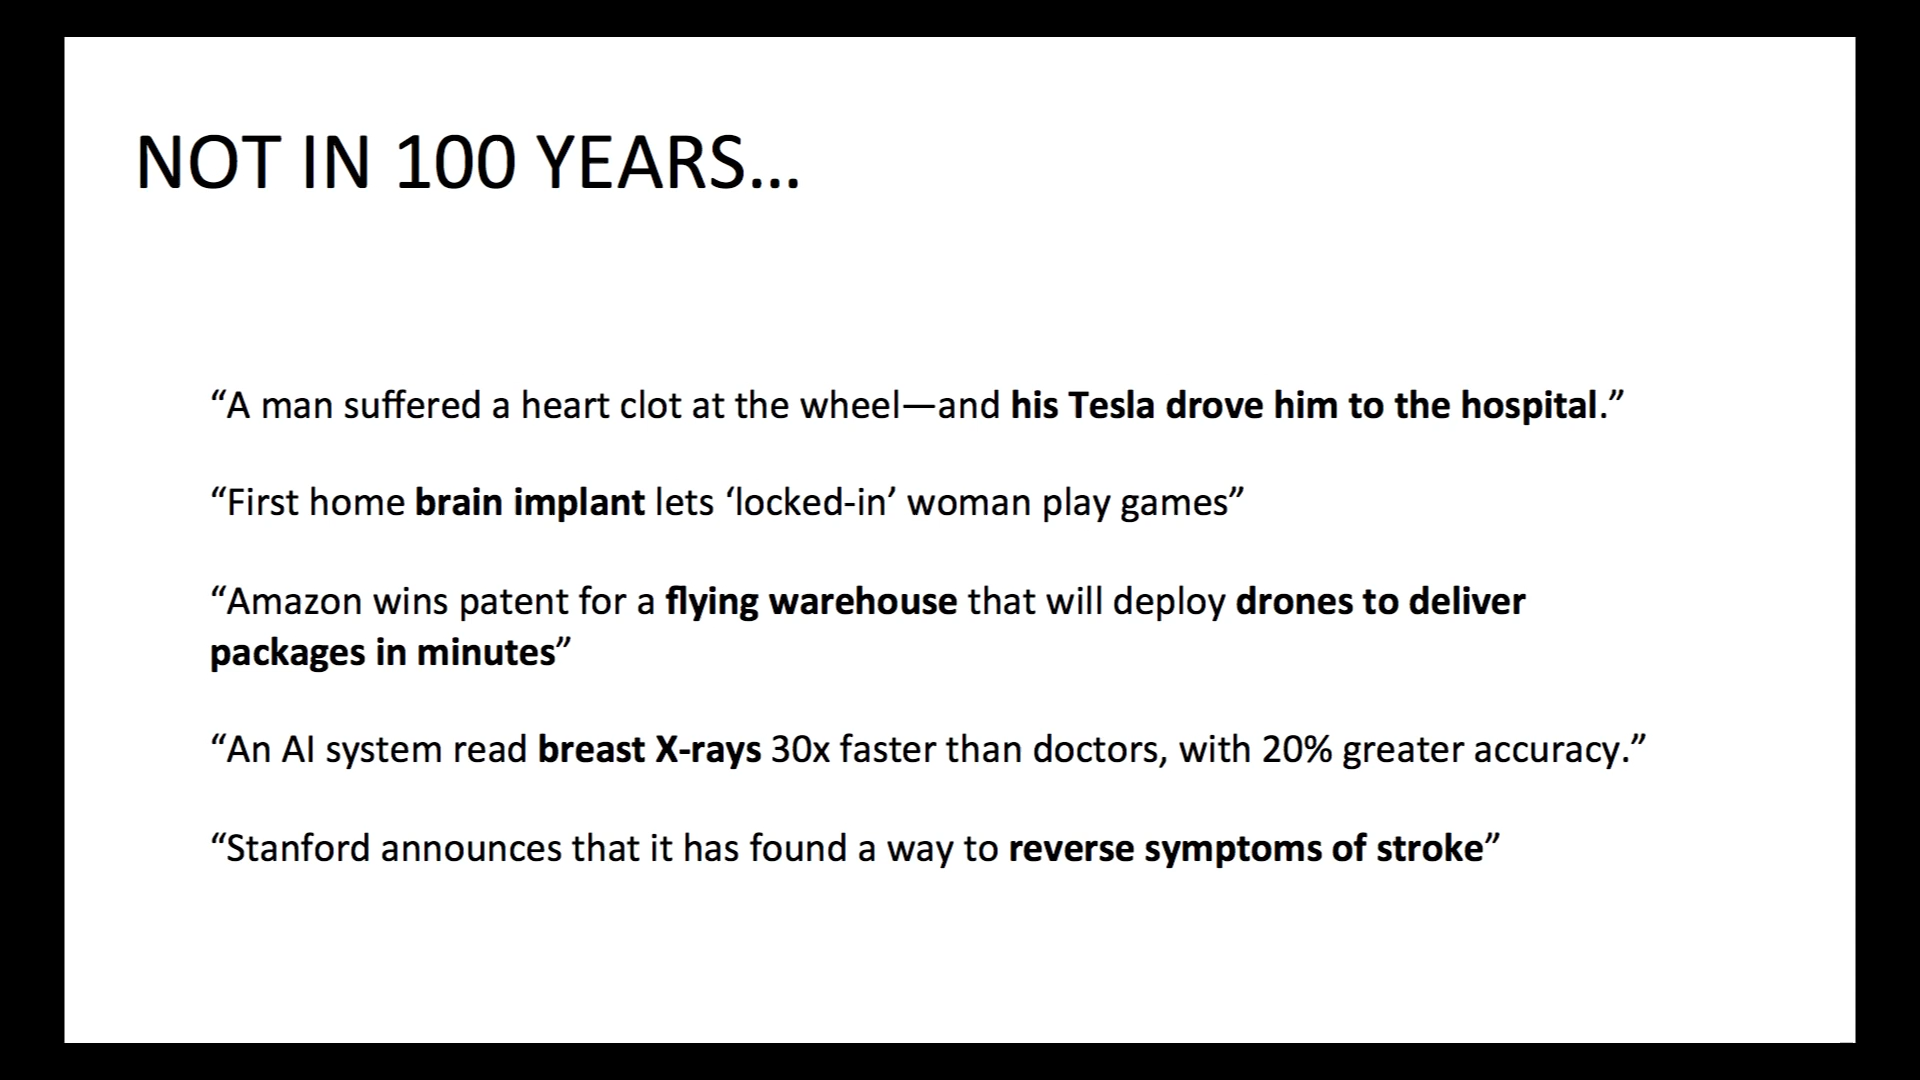 NOT IN 100 YEARS...
“A man suffered a heart clot at the wheel—and his Tesla drove him to the hospital.”
“First home brain implant lets ‘locked-in’ woman play games”
“Amazon wins patent for a flying warehouse that will deploy drones to deliver
packages in minutes”
“An AI system read breast X-rays 30x faster than doctors, with 20% greater accuracy.”
“Stanford announces that it has found a way to reverse symptoms of stroke”